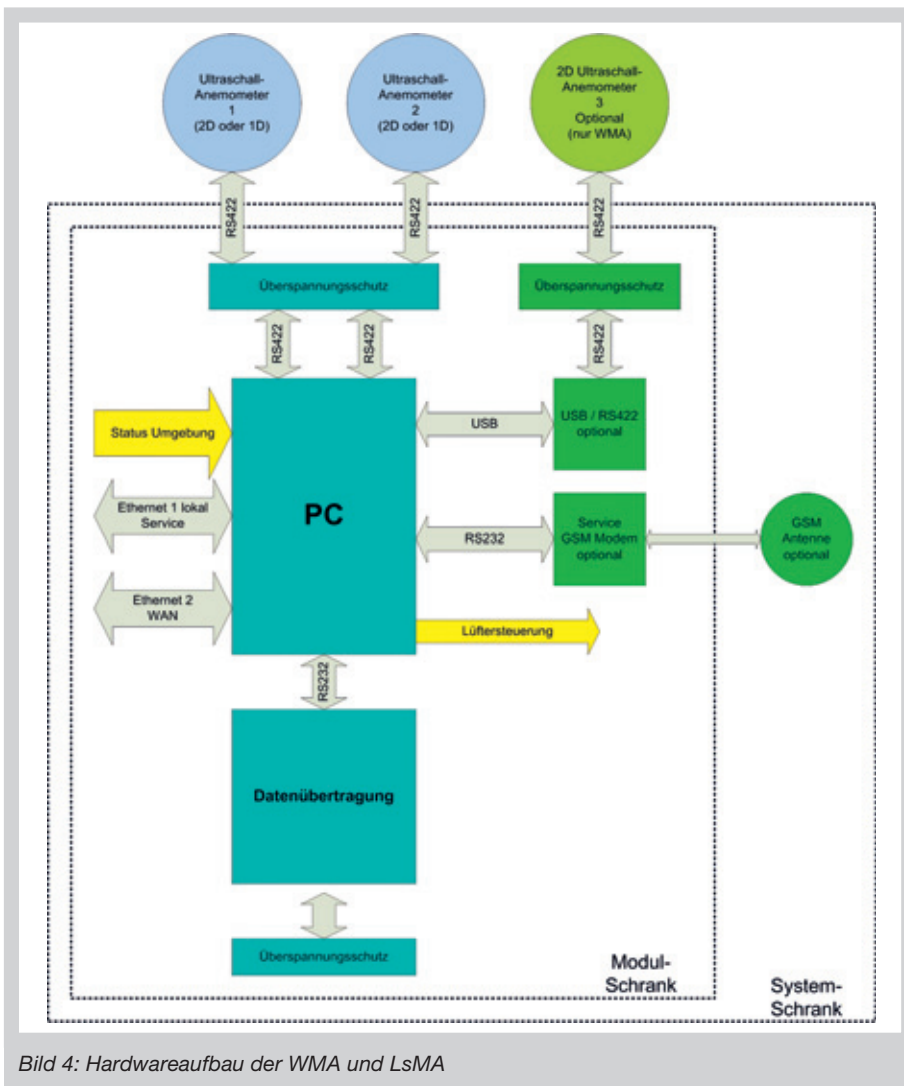 Ultraschall-
Anemometer
1
(2D oder 1D)
Ultraschall-
Anemometer
2
(2D oder 1D)
2D Ultraschall-
Anemometer
3
Optional
(nur WMA)
RS422
RS422
RS422
Überspannungsschutz
Überspannungsschutz
RS422
RS422
RS422
Status Umgebung
PC
USB
USB / RS422
optional
Ethernet 1 lokal
Service
RS232
Service
GSM Modem
optional
GSM
Antenne
optional
Ethernet 2
WAN
Lüftersteuerung
RS232
Datenübertragung
Überspannungsschutz
Modul-
Schrank
System-
Schrank
Bild 4: Hardwareaufbau der WMA und LsMA